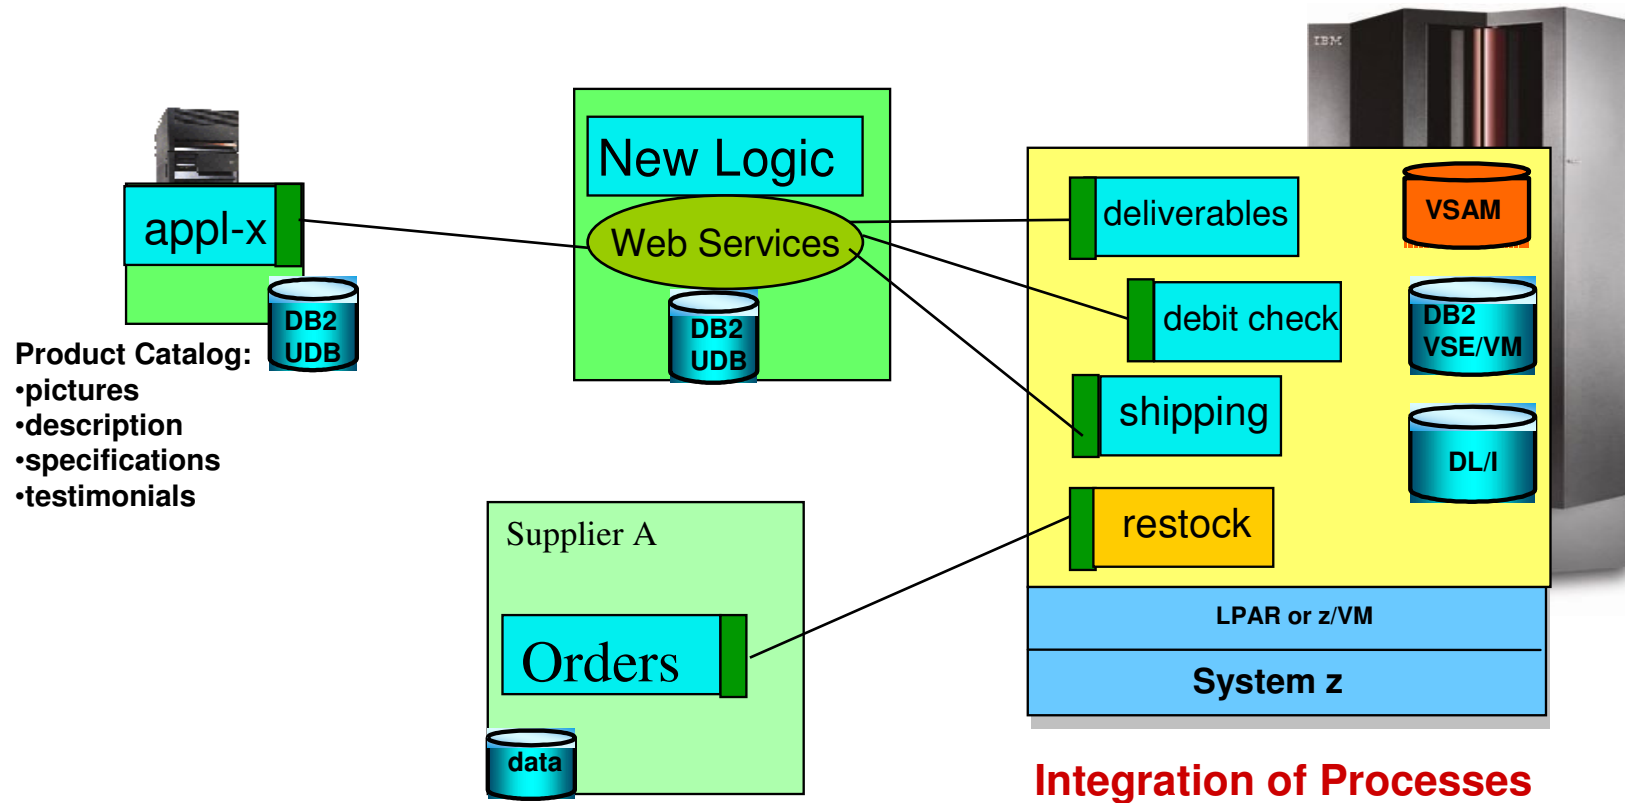 IBM
New Logic
Web Services
DB2
UDB
appl-x
DB2
UDB
Product Catalog:
•pictures
•description
•specifications
•testimonials
deliverables
debit check
shipping
restock
VSAM
DB2
VSE/VM
DL/I
LPAR or z/VM
System z
Supplier A
Orders
data
Integration of Processes